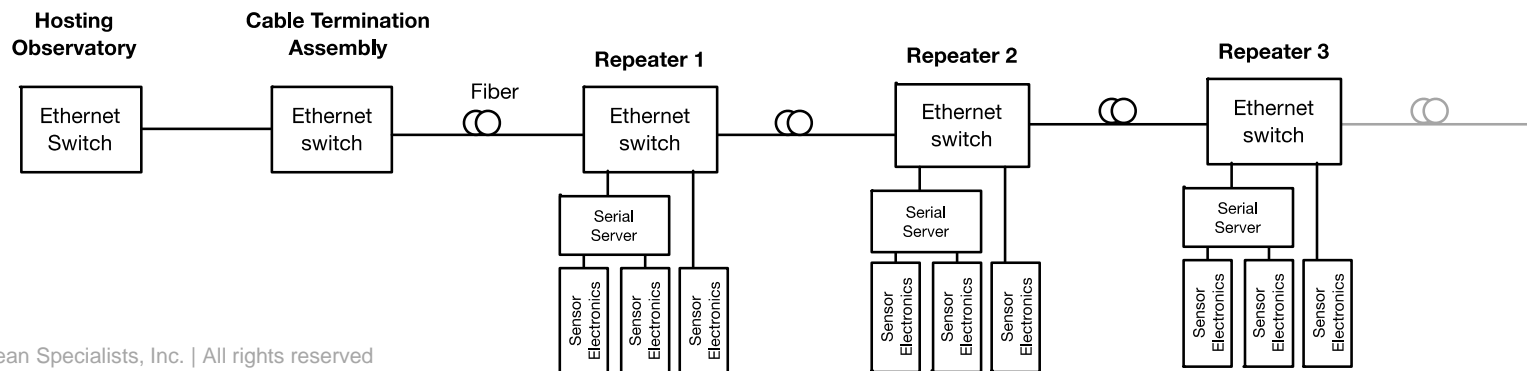 Hosting
Observatory
Cable Termination
Assembly
Repeater 1
Repeater 2
Repeater 3
Ethernet
Switch
Ethernet
switch
Fiber
Ethernet
switch
Ethernet
switch
Ethernet
switch
Serial
Server
Serial
Server
Serial
Server
Sensor
Electronics
Sensor
Electronics
Sensor
Electronics
Sensor
Electronics
Sensor
Electronics
Sensor
Electronics
Sensor
Electronics
Sensor
Electronics
Sensor
Electronics
Specialists, Inc. | All rights reserved